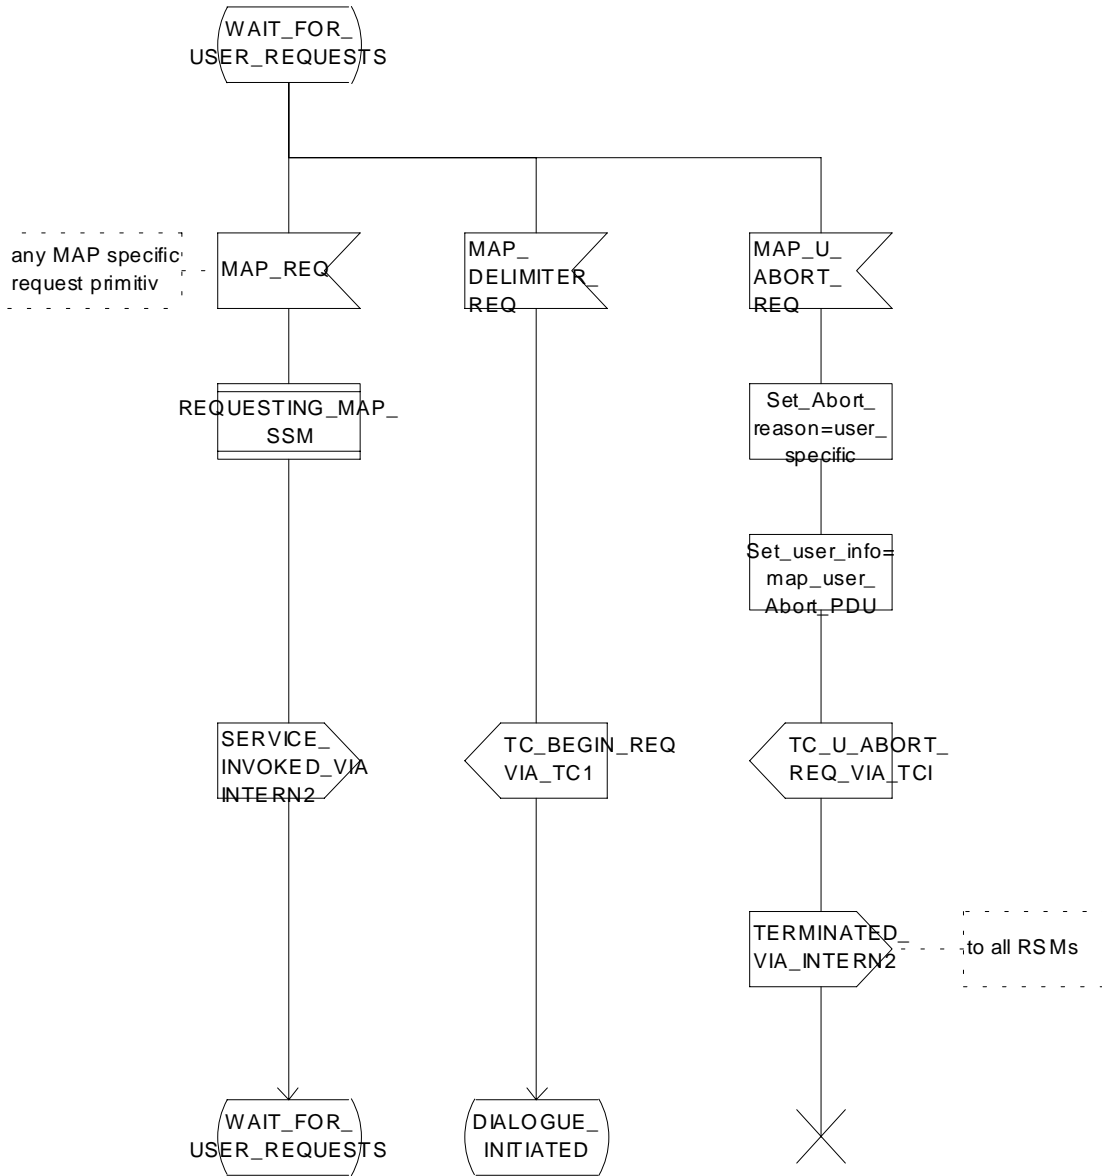 WAIT_FOR_
USER_REQUESTS
any MAP specific
request primitiv
MAP_REQ
MAP_
DELIMITER_
REQ
MAP_U_
ABORT_
REQ
REQUESTING_MAP_
SSM
Set_Abort_
reason=user_
specific
Set_user_info=
map_user_
Abort_PDU
SERVICE_
INVOKED_VIA
INTERN2
TC_BEGIN_REQ
VIA_TC1
TC_U_ABORT_
REQ_VIA_TCI
TERMINATED_
VIA_INTERN2
to all RSMs
WAIT_FOR_
USER_REQUESTS
DIALOGUE_
INITIATED